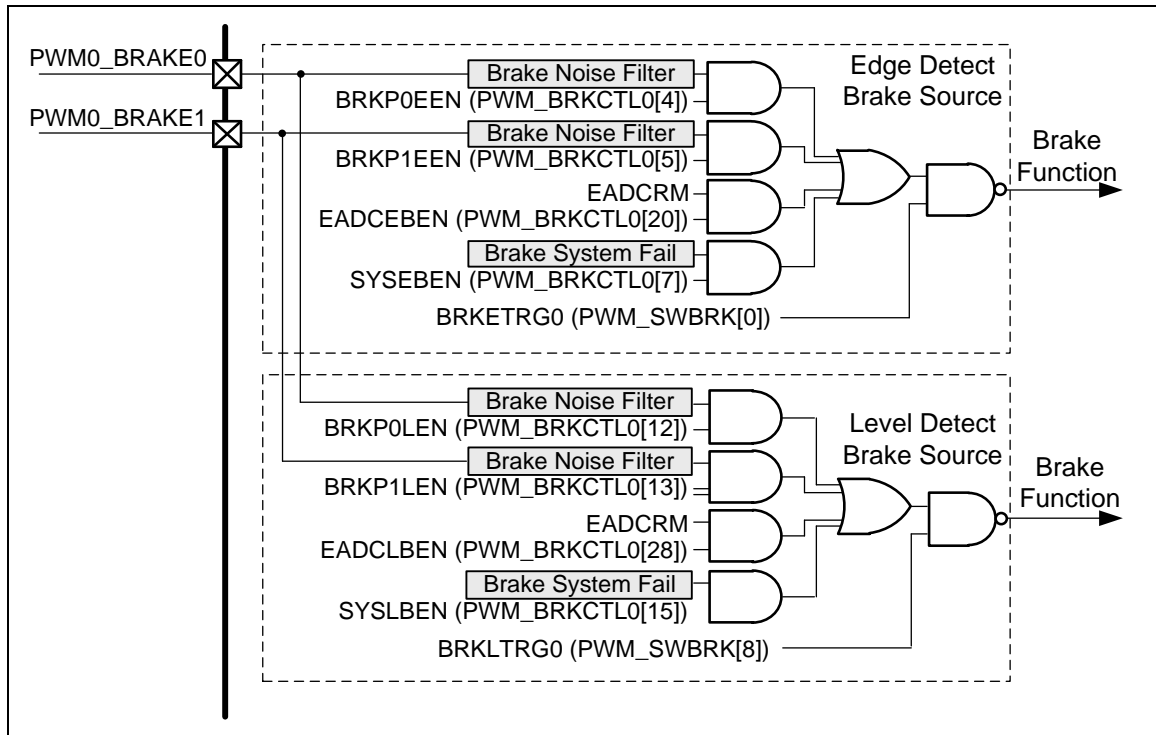 PWM0_BRAKE0
PWM0_BRAKE1
Edge Detect
Brake Source
Brake Noise Filter
BRKP0EEN (PWM_BRKCTL0[4])
Brake Noise Filter
BRKP1EEN (PWM_BRKCTL0[5])
EADCRM
EADCEBEN (PWM_BRKCTL0[20])
Brake System Fail
SYSEBEN (PWM_BRKCTL0[7])
BRKETRG0 (PWM_SWBRK[0])
Brake
Function
Level Detect
Brake Source
Brake Noise Filter
BRKP0LEN (PWM_BRKCTL0[12])
Brake Noise Filter
BRKP1LEN (PWM_BRKCTL0[13])
EADCRM
EADCLBEN (PWM_BRKCTL0[28])
Brake System Fail
SYSLBEN (PWM_BRKCTL0[15])
BRKLTRG0 (PWM_SWBRK[8])
Brake
Function